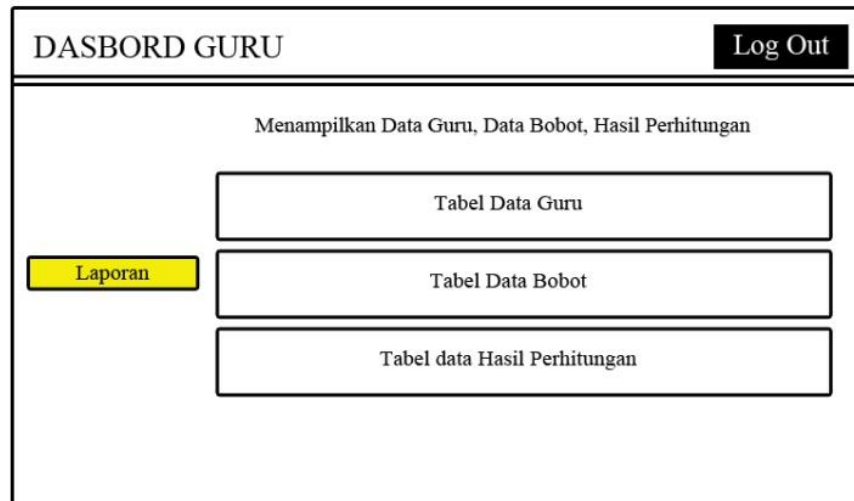 DASBORD GURU
Log Out
Menampilkan Data Guru, Data Bobot, Hasil Perhitungan
Tabel Data Guru
Laporan
Tabel Data Bobot
Tabel data Hasil Perhitungan